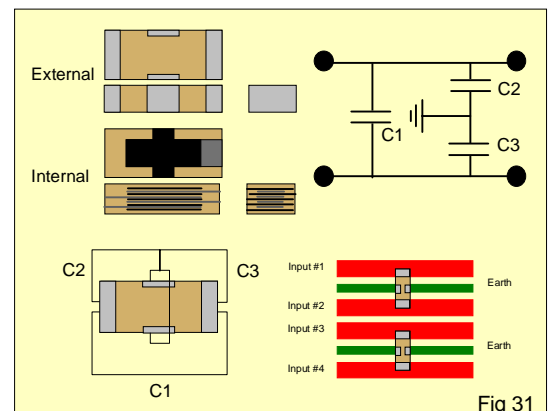 External
Internal
C1
C2
C3
C2
C3
C1
Input #1
Earth
Input #2
Input #3
Earth
Input #4
Fig 31